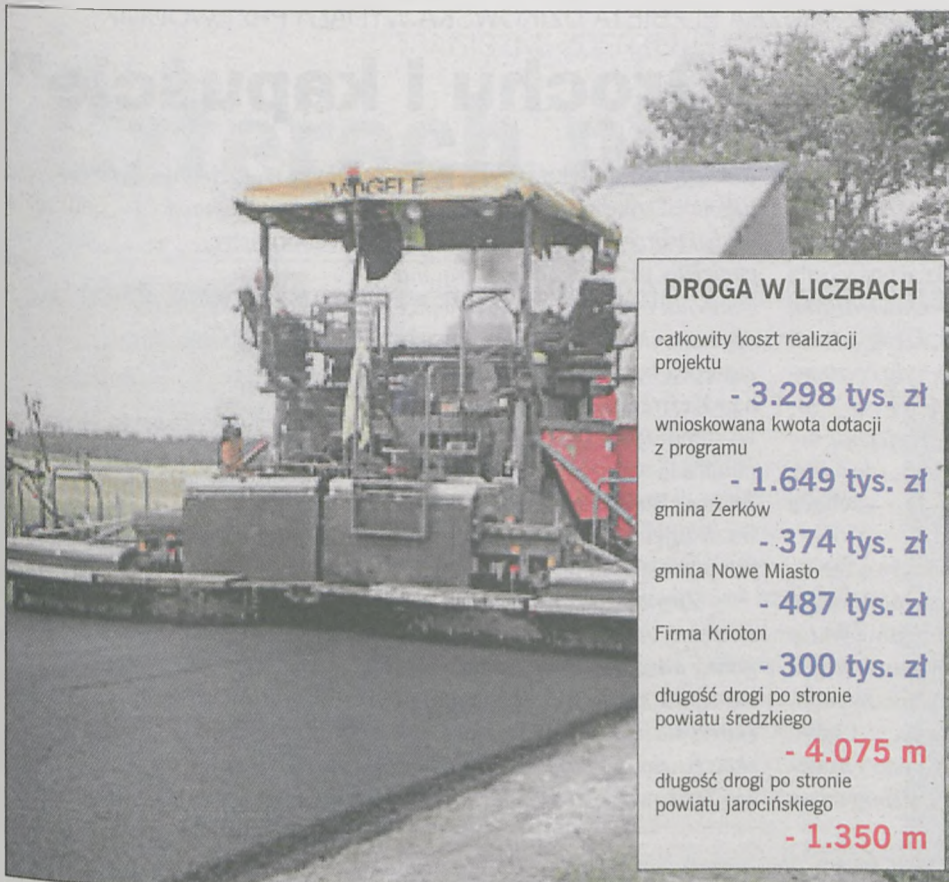 VÖGELE
DROGA W LICZBACH
całkowity koszt realizacji
projektu
- 3.298 tys. zł
wnioskowana kwota dotacji
z programu
- 1.649 tys. zł
gmina Żerków
- 374 tys. zł
gmina Nowe Miasto
- 487 tys. zł
Firma Krioton
- 300 tys. zł
długość drogi po stronie
powiatu średzkiego
- 4.075 m
długość drogi po stronie
powiatu jarocińskiego
- 1.350 m